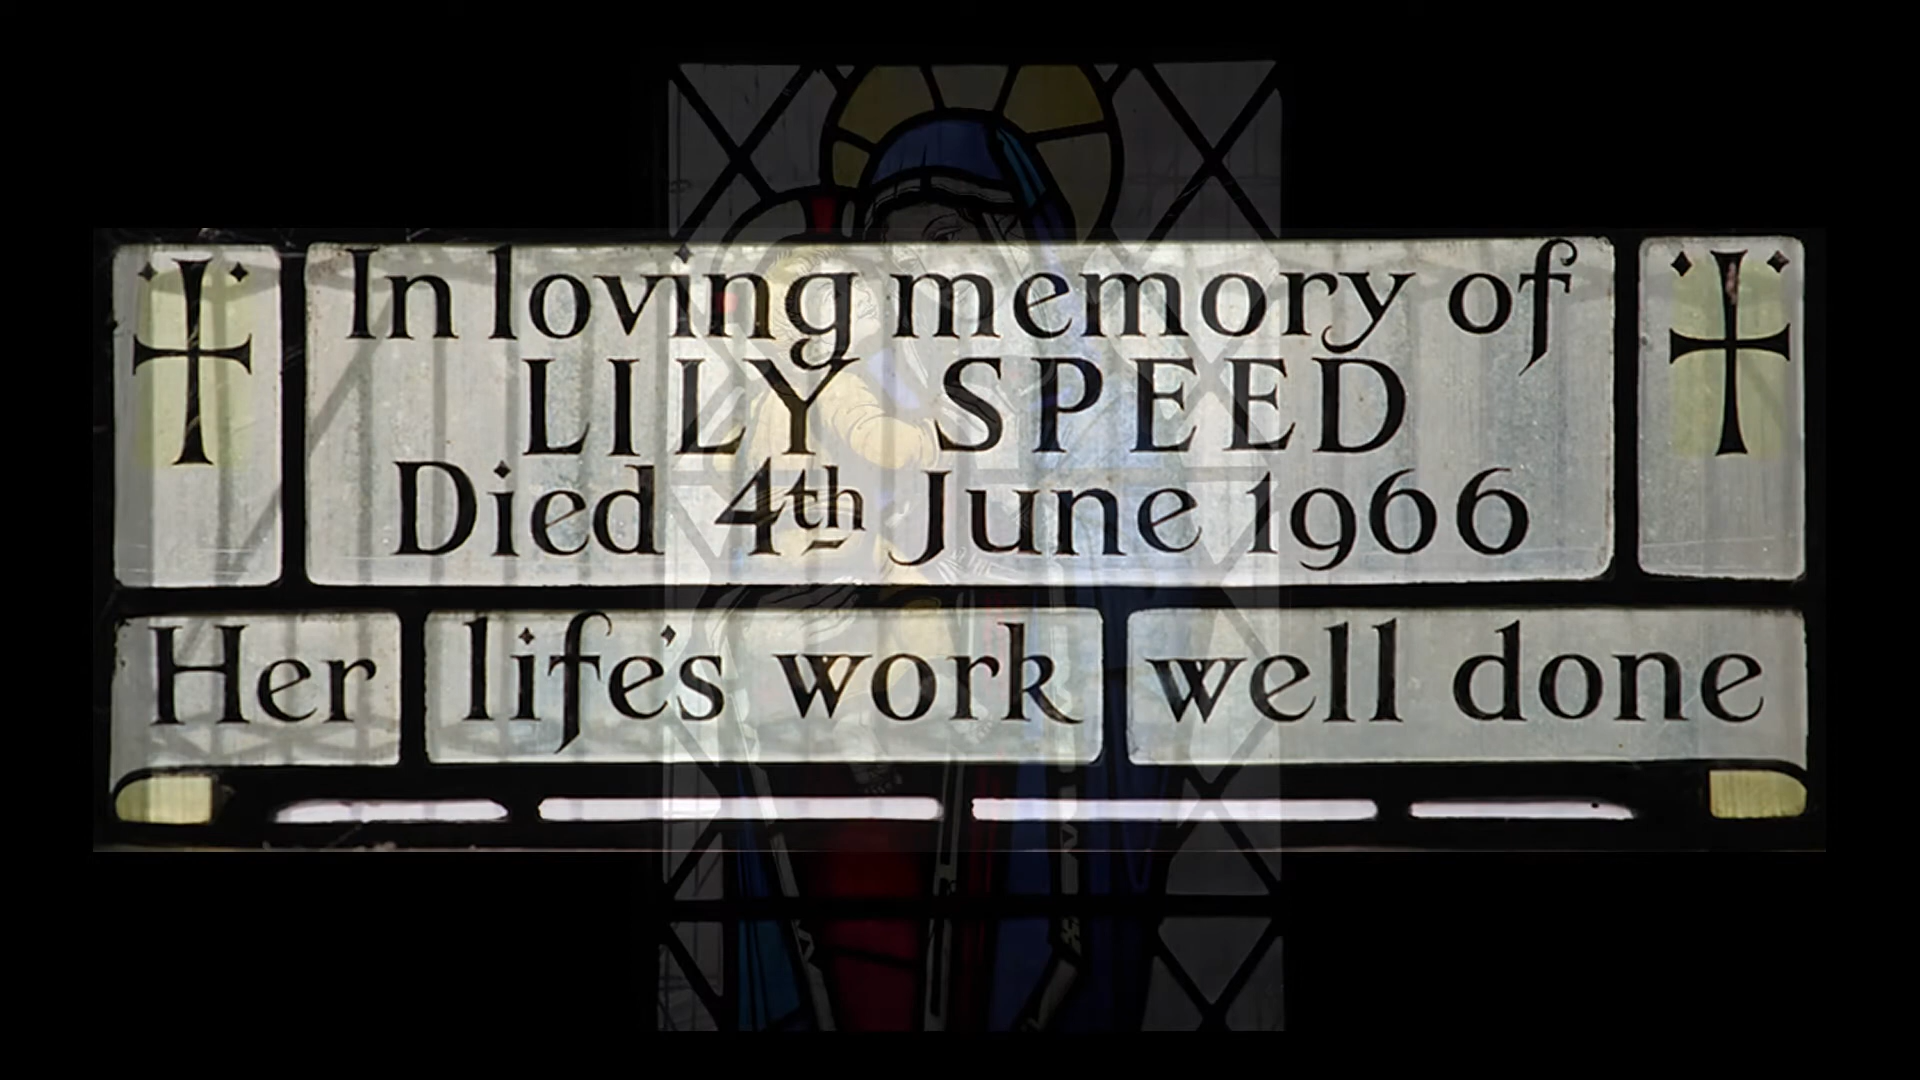 In loving memory of
LILY SPEED
Died 4th June 1966
Her life's work well done